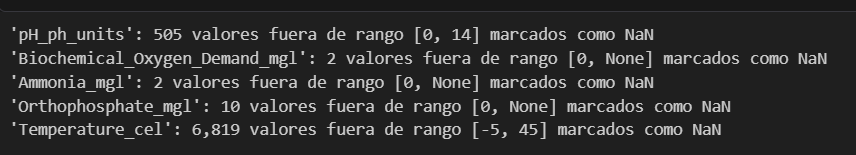 'pH_ph_units': 505 valores fuera de rango [0, 14] marcados como NaN
'Biochemical_Oxygen_Demand_mgl': 2 valores fuera de rango [0, None] marcados como NaN
'Ammonia_mgl': 2 valores fuera de rango [0, None] marcados como NaN
'Orthophosphate_mgl': 10 valores fuera de rango [0, None] marcados como NaN
'Temperature_cel': 6,819 valores fuera de rango [-5, 45] marcados como NaN